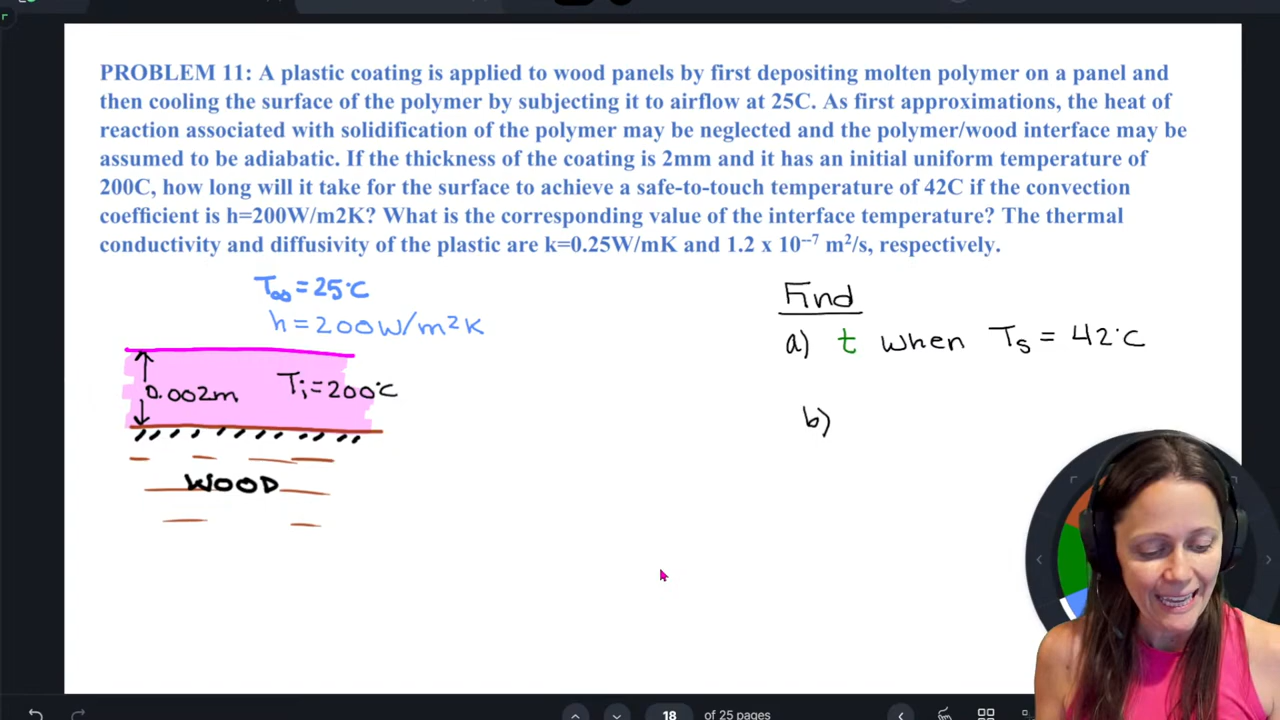 PROBLEM 11: A plastic coating is applied to wood panels by first depositing molten polymer on a panel and
then cooling the surface of the polymer by subjecting it to airflow at 25C. As first approximations, the heat of
reaction associated with solidification of the polymer may be neglected and the polymer/wood interface may be
assumed to be adiabatic. If the thickness of the coating is 2mm and it has an initial uniform temperature of
200C, how long will it take for the surface to achieve a safe-to-touch temperature of 42C if the convection
coefficient is h=200W/m2K? What is the corresponding value of the interface temperature? The thermal
conductivity and diffusivity of the plastic are k=0.25W/mK and 1.2 x 10⁻⁷ m²/s, respectively.
T∞ = 25°C
h = 200W/m²K
0.002m Ti = 200°C
WOOD
Find
a) t when Ts = 42°C
b)
18 of 25 pages